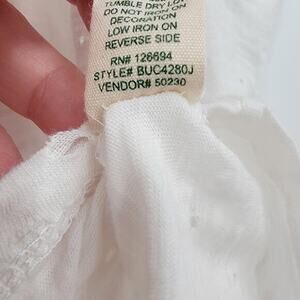 TUMBLE DRY LOW
DO NOT IRON ON
DECORATION
LOW IRON ON
REVERSE SIDE
RN# 126694
STYLE# BUC4280J
VENDOR# 50230